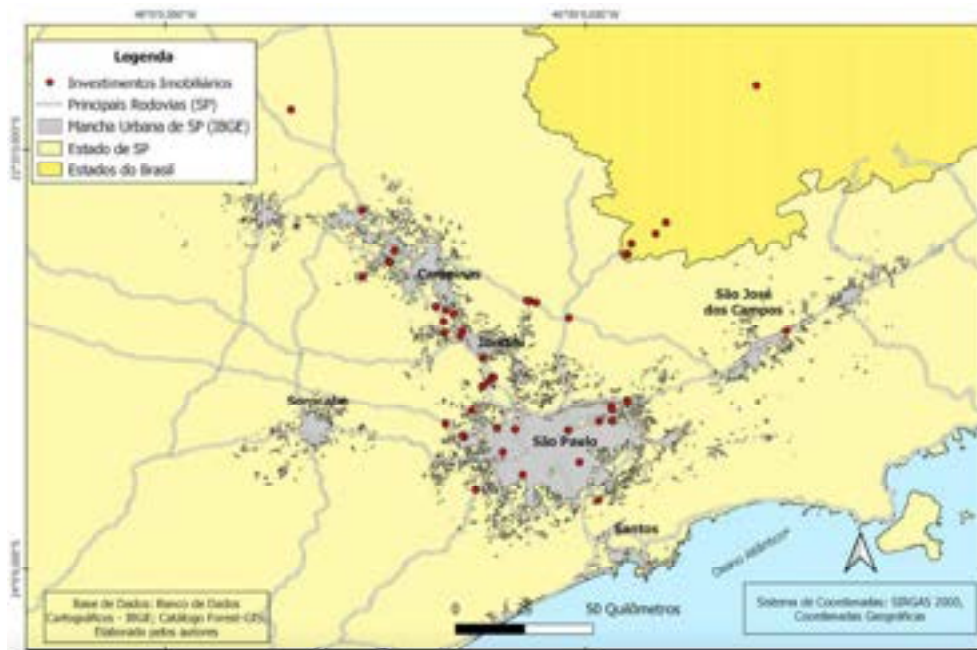 Legenda
Investimentos Imobiliários
Principais Rodovias (SP)
Mancha Urbana de SP (IBGE)
Estado de SP
Estados do Brasil
Campinas
São José
dos Campos
Jundiaí
Sorocaba
São Paulo
Santos
Oceano Atlântico
Base de Dados: Banco de Dados
Cartográficos - IBGE; Catálogo Forest-GIS.
Elaborado pelos autores
0 25 50 Quilômetros
Sistema de Coordenadas: SIRGAS 2000,
Coordenadas Geográficas